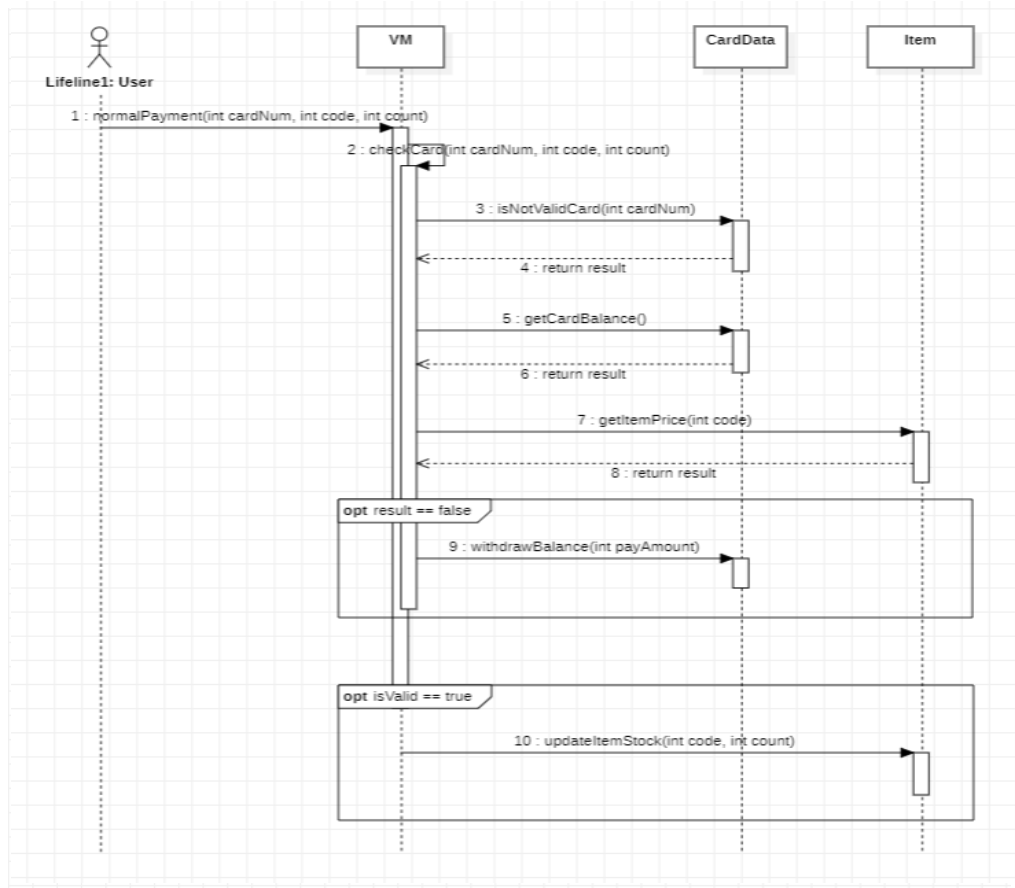 VM
CardData
Item
Lifeline1: User
1 : normalPayment(int cardNum, int code, int count)
2 : checkCard(int cardNum, int code, int count)
3 : isNotValidCard(int cardNum)
4 : return result
5 : getCardBalance()
6 : return result
7 : getItemPrice(int code)
8 : return result
opt result == false
9 : withdrawBalance(int payAmount)
opt isValid == true
10 : updateItemStock(int code, int count)